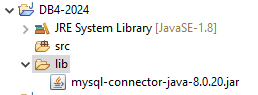 DB4-2024
JRE System Library [JavaSE-1.8]
src
lib
mysql-connector-java-8.0.20.jar